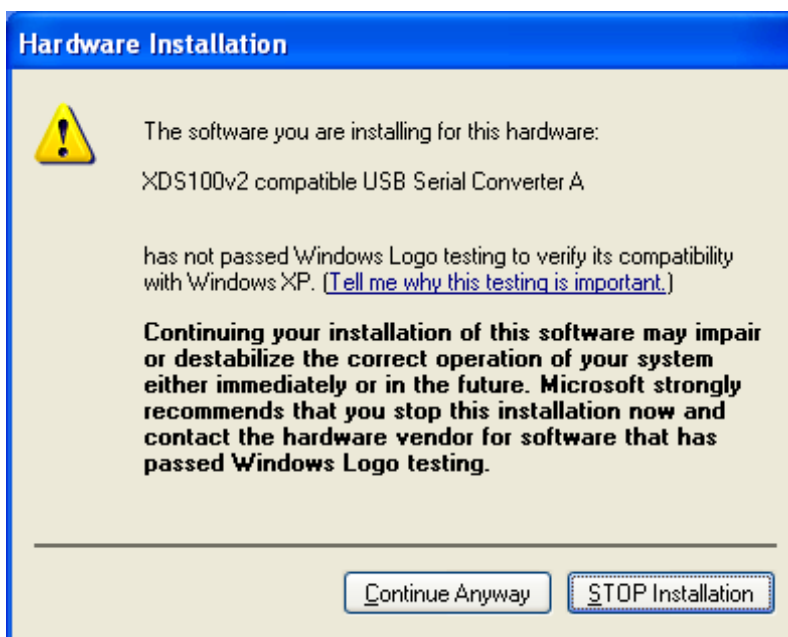 Hardware Installation
The software you are installing for this hardware:
XDS100v2 compatible USB Serial Converter A
has not passed Windows Logo testing to verify its compatibility
with Windows XP. (Tell me why this testing is important.)
Continuing your installation of this software may impair
or destabilize the correct operation of your system
either immediately or in the future. Microsoft strongly
recommends that you stop this installation now and
contact the hardware vendor for software that has
passed Windows Logo testing.
Continue Anyway STOP Installation